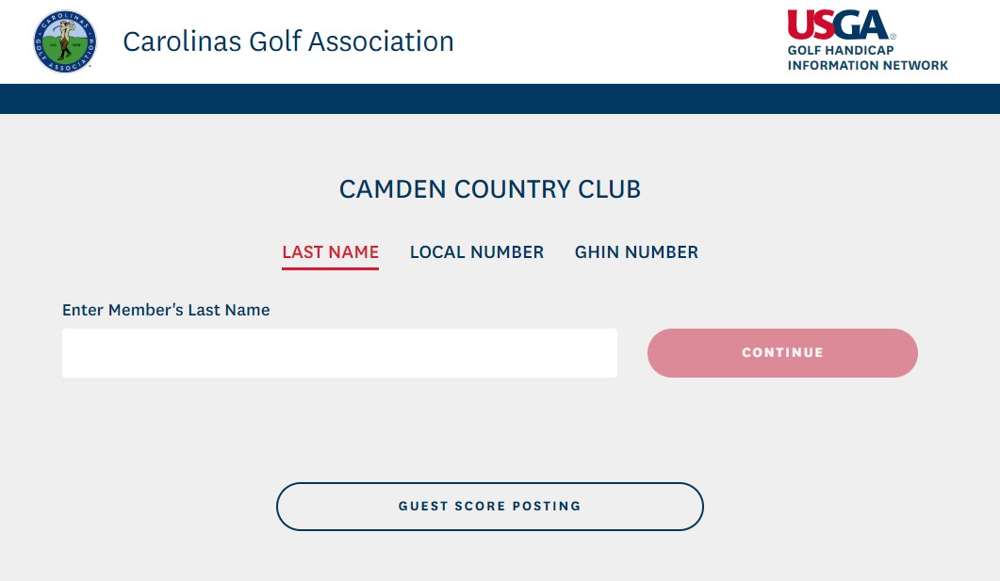 CAROLINAS
GOLF ASSOCIATION
Carolinas Golf Association
USGA
GOLF HANDICAP
INFORMATION NETWORK
CAMDEN COUNTRY CLUB
LAST NAME LOCAL NUMBER GHIN NUMBER
Enter Member's Last Name
CONTINUE
GUEST SCORE POSTING